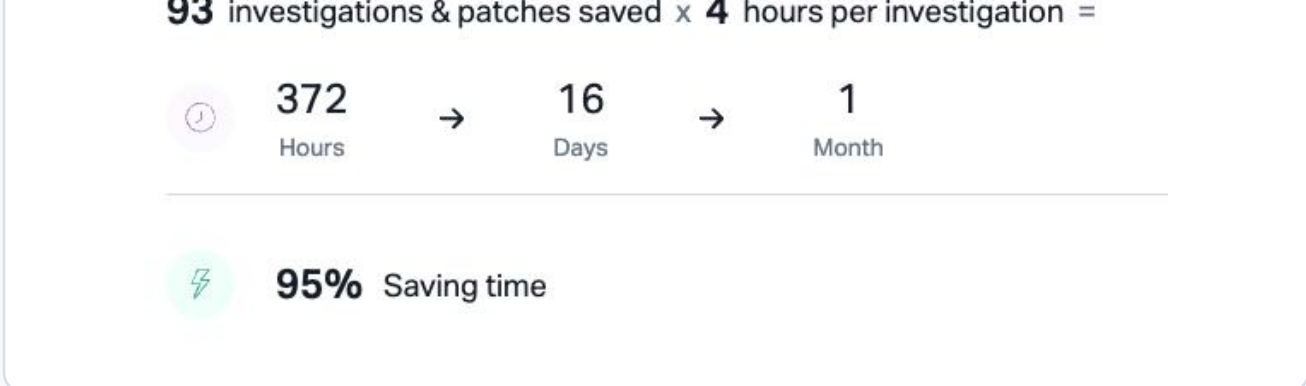 93 investigations & patches saved x 4 hours per investigation =
372 → 16 → 1
Hours Days Month
95% Saving time